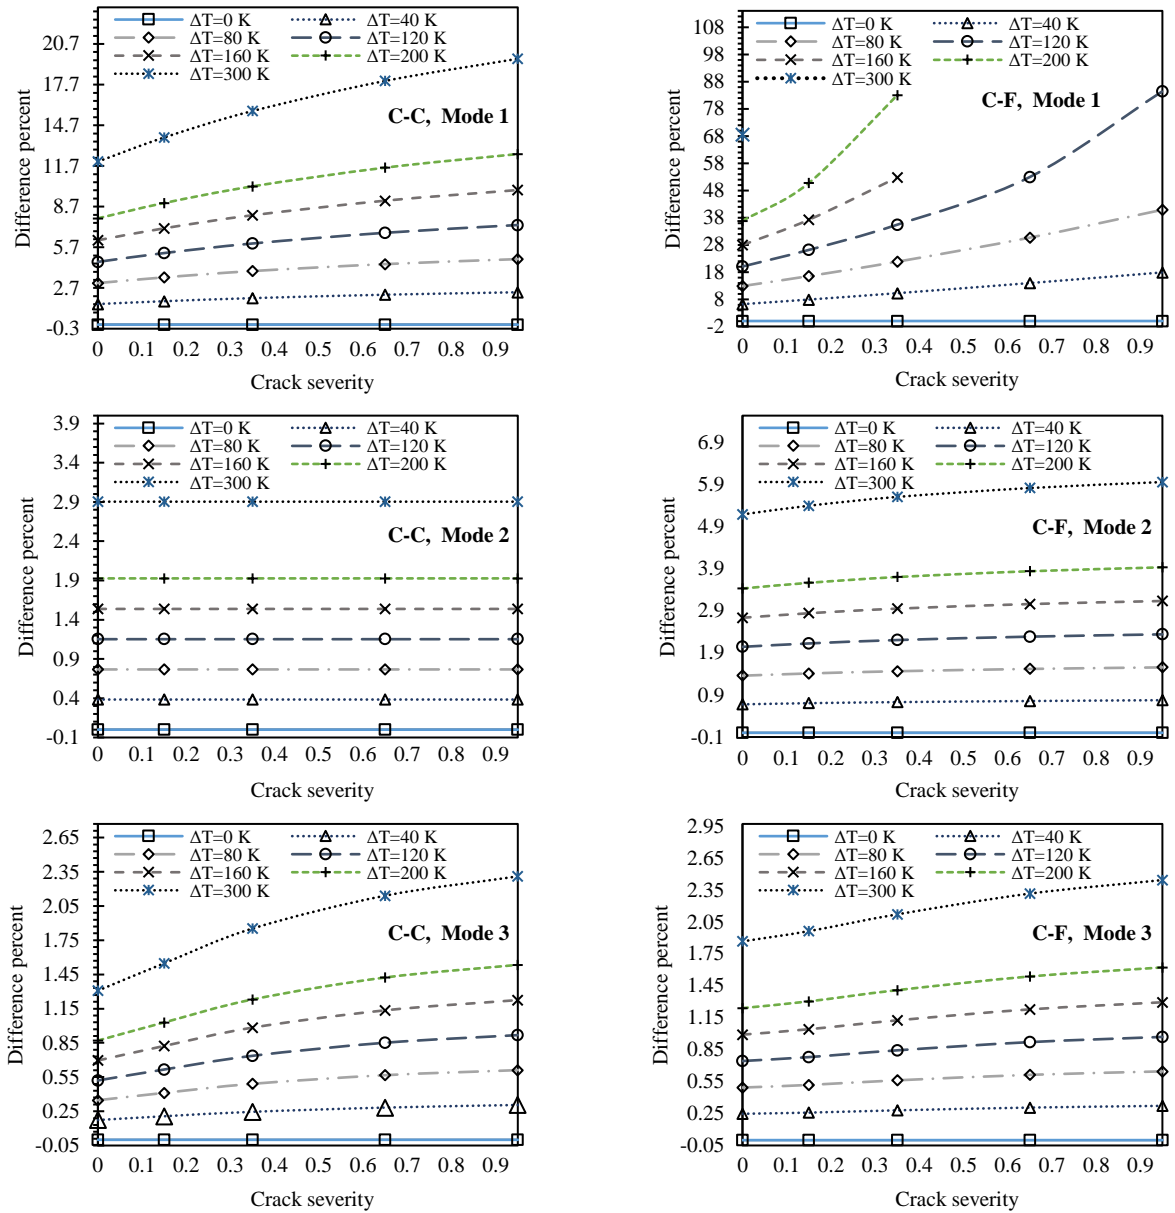 ΔT=0 K ΔT=40 K
ΔT=80 K ΔT=120 K
ΔT=160 K ΔT=200 K
ΔT=300 K
C-C, Mode 1
20.7
17.7
14.7
11.7
8.7
5.7
2.7
-0.3
Difference percent
0 0.1 0.2 0.3 0.4 0.5 0.6 0.7 0.8 0.9
Crack severity
ΔT=0 K ΔT=40 K
ΔT=80 K ΔT=120 K
ΔT=160 K ΔT=200 K
ΔT=300 K
C-F, Mode 1
108
98
88
78
68
58
48
38
28
18
8
-2
Difference percent
0 0.1 0.2 0.3 0.4 0.5 0.6 0.7 0.8 0.9
Crack severity
ΔT=0 K ΔT=40 K
ΔT=80 K ΔT=120 K
ΔT=160 K ΔT=200 K
ΔT=300 K
C-C, Mode 2
3.9
3.4
2.9
2.4
1.9
1.4
0.9
0.4
-0.1
Difference percent
0 0.1 0.2 0.3 0.4 0.5 0.6 0.7 0.8 0.9
Crack severity
ΔT=0 K ΔT=40 K
ΔT=80 K ΔT=120 K
ΔT=160 K ΔT=200 K
ΔT=300 K
C-F, Mode 2
6.9
5.9
4.9
3.9
2.9
1.9
0.9
-0.1
Difference percent
0 0.1 0.2 0.3 0.4 0.5 0.6 0.7 0.8 0.9
Crack severity
ΔT=0 K ΔT=40 K
ΔT=80 K ΔT=120 K
ΔT=160 K ΔT=200 K
ΔT=300 K
C-C, Mode 3
2.65
2.35
2.05
1.75
1.45
1.15
0.85
0.55
0.25
-0.05
Difference percent
0 0.1 0.2 0.3 0.4 0.5 0.6 0.7 0.8 0.9
Crack severity
ΔT=0 K ΔT=40 K
ΔT=80 K ΔT=120 K
ΔT=160 K ΔT=200 K
ΔT=300 K
C-F, Mode 3
2.95
2.65
2.35
2.05
1.75
1.45
1.15
0.85
0.55
0.25
-0.05
Difference percent
0 0.1 0.2 0.3 0.4 0.5 0.6 0.7 0.8 0.9
Crack severity